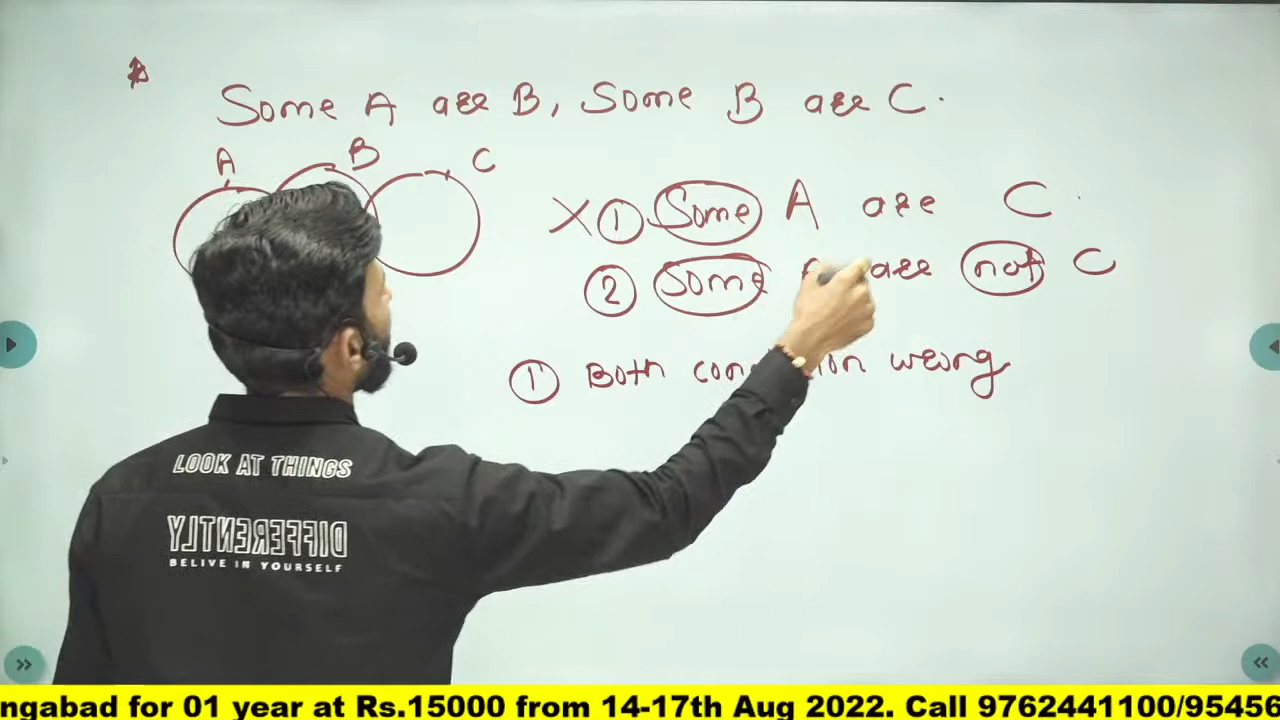 Some A are B, Some B are C.
A B C
X ① Some A are C.
② Some are not C
① Both wrong
LOOK AT THINGS
DIFFERENTLY
BELIVE IN YOURSELF
ngabad for 01 year at Rs.15000 from 14-17th Aug 2022. Call 9762441100/95456